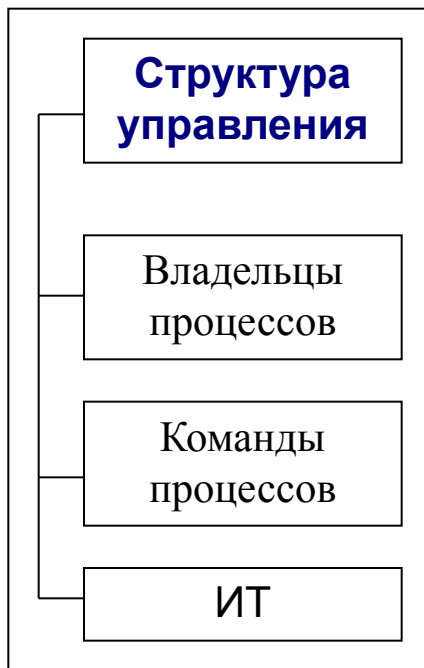 Структура
управления
Владельцы
процессов
Команды
процессов
ИТ